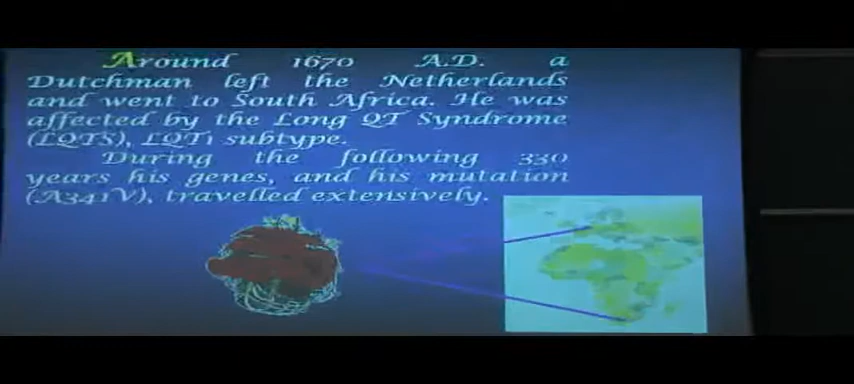 Around 1670 A.D. a
Dutchman left the Netherlands
and went to South Africa. He was
affected by the Long QT Syndrome
(LQTS), LQT1 subtype.
During the following 330
years his genes, and his mutation
(A341V), travelled extensively.